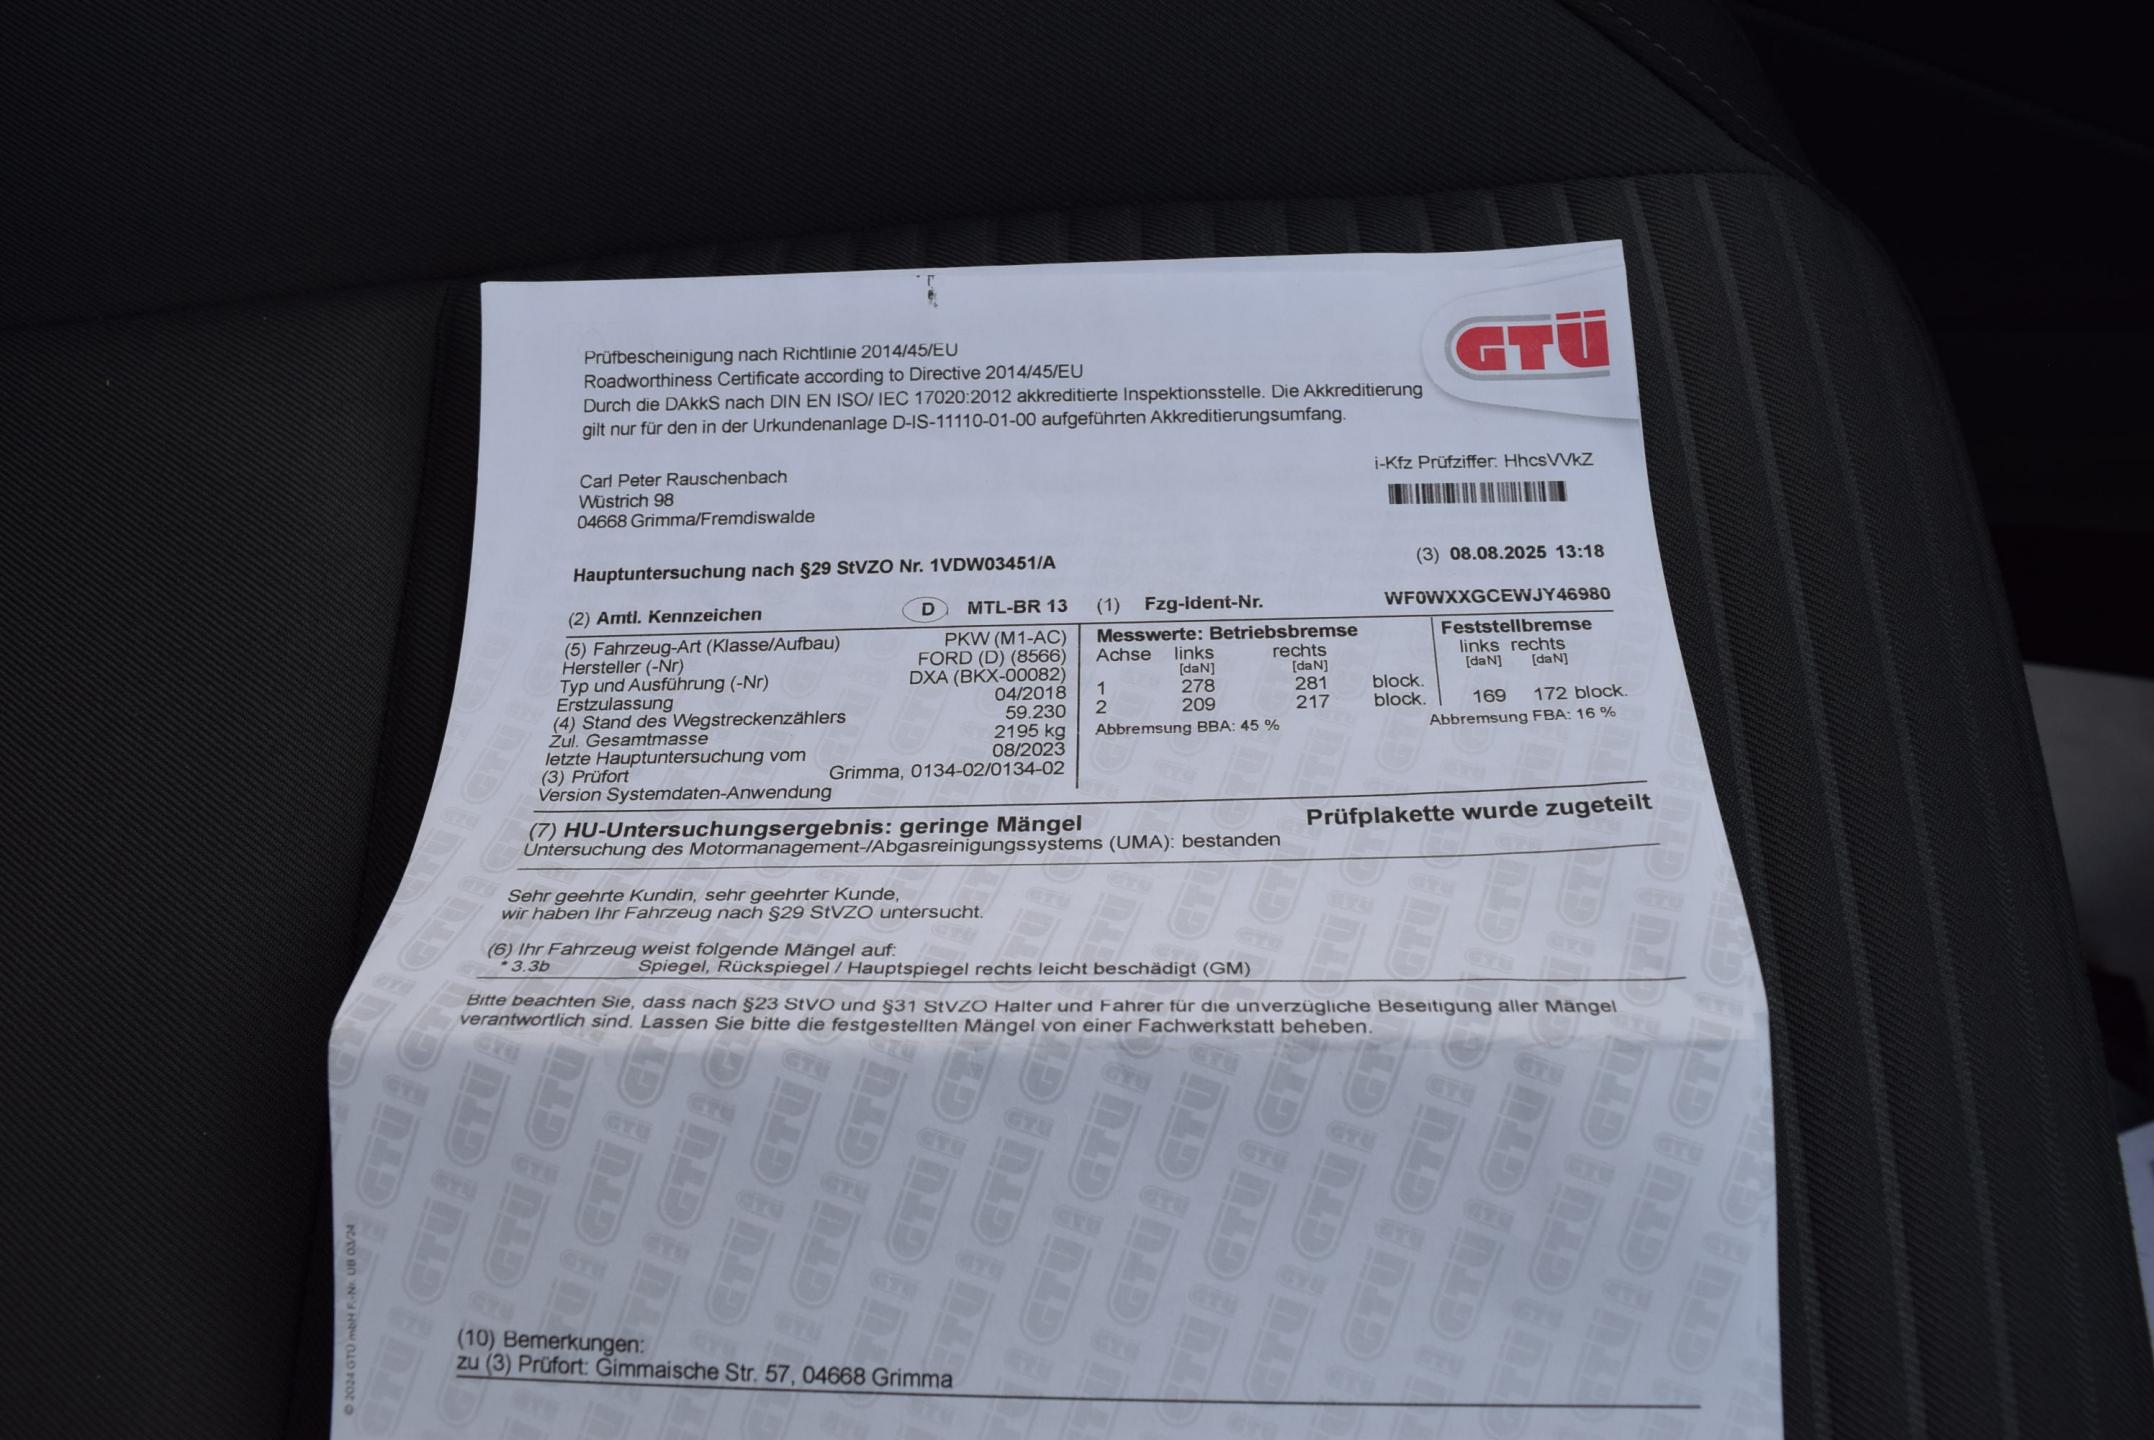 GTÜ
Prüfbescheinigung nach Richtlinie 2014/45/EU
Roadworthiness Certificate according to Directive 2014/45/EU
Durch die DAkkS nach DIN EN ISO/ IEC 17020:2012 akkreditierte Inspektionsstelle. Die Akkreditierung
gilt nur für den in der Urkundenanlage D-IS-11110-01-00 aufgeführten Akkreditierungsumfang.
i-Kfz Prüfziffer: HhcsVVkZ
Carl Peter Rauschenbach
Wüstrich 98
04668 Grimma/Fremdiswalde
Hauptuntersuchung nach §29 StVZO Nr. 1VDW03451/A (3) 08.08.2025 13:18
(2) Amtl. Kennzeichen D MTL-BR 13 (1) Fzg-Ident-Nr. WF0WXXGCEWJY46980
(5) Fahrzeug-Art (Klasse/Aufbau) PKW (M1-AC)
Hersteller (-Nr) FORD (D) (8566)
Typ und Ausführung (-Nr) DXA (BKX-00082)
Erstzulassung 04/2018
(4) Stand des Wegstreckenzählers 59.230
Zul. Gesamtmasse 2195 kg
letzte Hauptuntersuchung vom 08/2023
(3) Prüfort Grimma, 0134-02/0134-02
Version Systemdaten-Anwendung
Messwerte: Betriebsbremse Feststellbremse
Achse links rechts links rechts
[daN] [daN] [daN] [daN]
1 278 281 block.
2 209 217 block. 169 172 block.
Abbremsung BBA: 45 % Abbremsung FBA: 16 %
(7) HU-Untersuchungsergebnis: geringe Mängel Prüfplakette wurde zugeteilt
Untersuchung des Motormanagement-/Abgasreinigungssystems (UMA): bestanden
Sehr geehrte Kundin, sehr geehrter Kunde,
wir haben Ihr Fahrzeug nach §29 StVZO untersucht.
(6) Ihr Fahrzeug weist folgende Mängel auf:
* 3.3b Spiegel, Rückspiegel / Hauptspiegel rechts leicht beschädigt (GM)
Bitte beachten Sie, dass nach §23 StVO und §31 StVZO Halter und Fahrer für die unverzügliche Beseitigung aller Mängel
verantwortlich sind. Lassen Sie bitte die festgestellten Mängel von einer Fachwerkstatt beheben.
(10) Bemerkungen:
zu (3) Prüfort: Gimmaische Str. 57, 04668 Grimma
© 2024 GTÜ mbH F.-Nr. UB 03/24